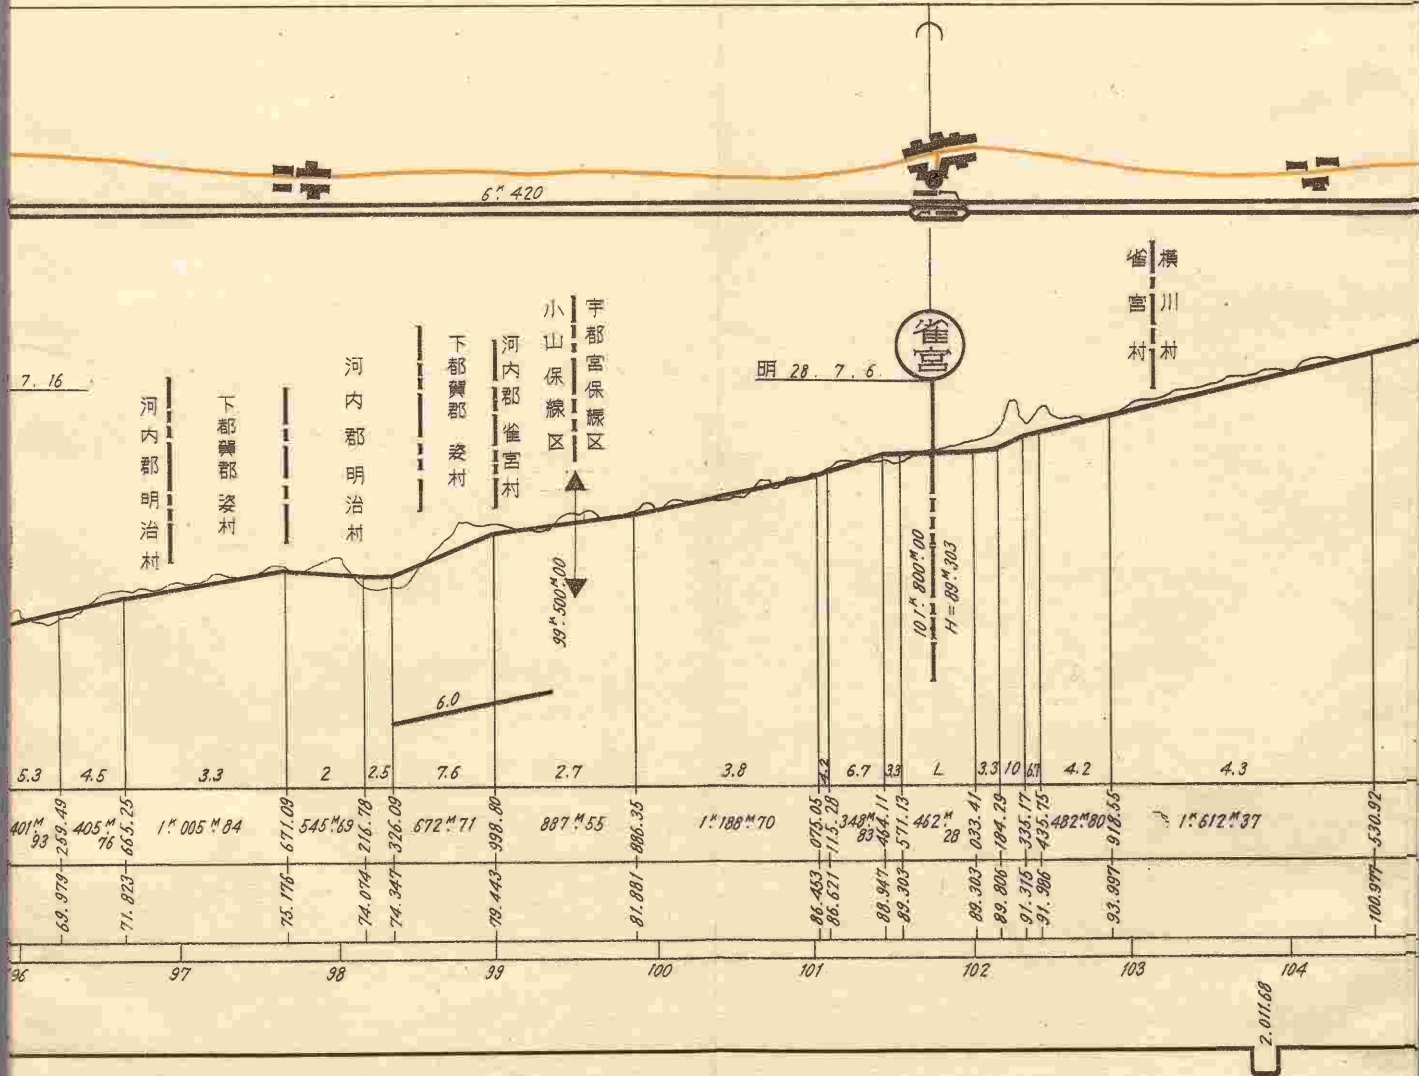 6ᴷ.420
雀宮
横川村
雀宮村
宇都宮保線区
小山保線区
河内郡雀宮村
下都賀郡姿村
河内郡明治村
下都賀郡姿村
河内郡明治村
7.16
明 28. 7. 6.
99ᴷ.500ᴹ.00
101ᴷ.800ᴹ.00
H=89ᴹ.303
6.0
5.3 4.5 3.3 2 2.5 7.6 2.7 3.8 4.2 6.7 3.3 L 3.3 10 6.7 4.2 4.3
401ᴹ.93 405ᴹ.76 1ᴷ.005ᴹ.84 545ᴹ.69 672ᴹ.71 887ᴹ.55 1ᴷ.188ᴹ.70 348ᴹ.83 462ᴹ.28 482ᴹ.80 1ᴷ.612ᴹ.37
259.49 665.25 671.09 216.78 326.09 998.80 886.35 075.05 115.28 464.11 571.13 033.41 184.29 335.17 435.75 918.55 530.92
69.979 71.823 75.176 74.074 74.347 79.443 81.881 86.453 86.621 88.947 89.303 89.303 89.806 91.315 91.986 93.997 100.977
96 97 98 99 100 101 102 103 104
2.011.68